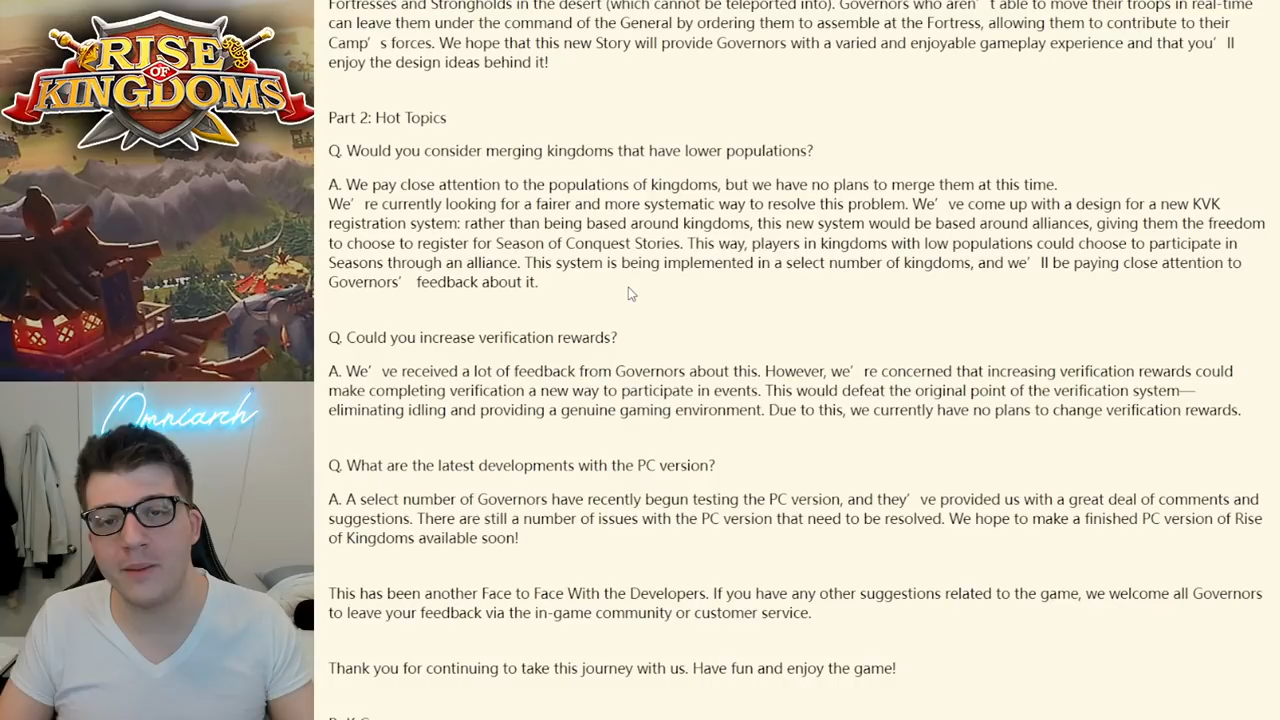 RISE
OF
KINGDOMS
Omniarch
Fortresses and Strongholds in the desert (which cannot be teleported into). Governors who aren't able to move their troops in real-time
can leave them under the command of the General by ordering them to assemble at the Fortress, allowing them to contribute to their
Camp's forces. We hope that this new Story will provide Governors with a varied and enjoyable gameplay experience and that you'll
enjoy the design ideas behind it!
Part 2: Hot Topics
Q. Would you consider merging kingdoms that have lower populations?
A. We pay close attention to the populations of kingdoms, but we have no plans to merge them at this time.
We're currently looking for a fairer and more systematic way to resolve this problem. We've come up with a design for a new KVK
registration system: rather than being based around kingdoms, this new system would be based around alliances, giving them the freedom
to choose to register for Season of Conquest Stories. This way, players in kingdoms with low populations could choose to participate in
Seasons through an alliance. This system is being implemented in a select number of kingdoms, and we'll be paying close attention to
Governors' feedback about it.
Q. Could you increase verification rewards?
A. We've received a lot of feedback from Governors about this. However, we're concerned that increasing verification rewards could
make completing verification a new way to participate in events. This would defeat the original point of the verification system—
eliminating idling and providing a genuine gaming environment. Due to this, we currently have no plans to change verification rewards.
Q. What are the latest developments with the PC version?
A. A select number of Governors have recently begun testing the PC version, and they've provided us with a great deal of comments and
suggestions. There are still a number of issues with the PC version that need to be resolved. We hope to make a finished PC version of Rise
of Kingdoms available soon!
This has been another Face to Face With the Developers. If you have any other suggestions related to the game, we welcome all Governors
to leave your feedback via the in-game community or customer service.
Thank you for continuing to take this journey with us. Have fun and enjoy the game!